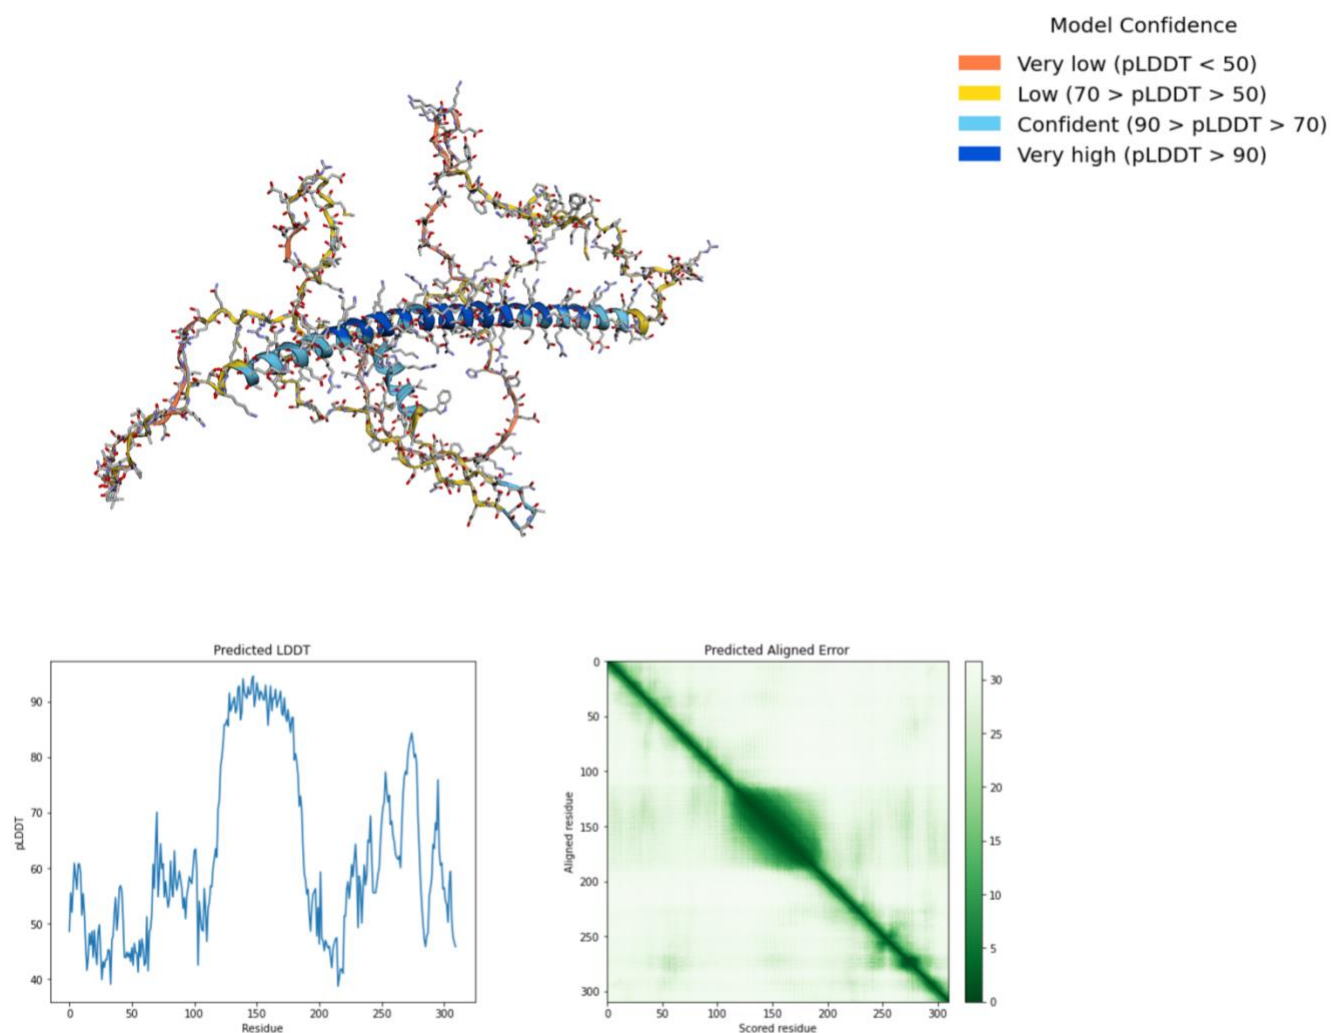 Model Confidence
Very low (pLDDT < 50)
Low (70 > pLDDT > 50)
Confident (90 > pLDDT > 70)
Very high (pLDDT > 90)
Predicted LDDT
90
80
70
60
50
40
pLDDT
0 50 100 150 200 250 300
Residue
Predicted Aligned Error
0
50
100
150
200
250
300
Aligned residue
0 50 100 150 200 250 300
Scored residue
30
25
20
15
10
5
0